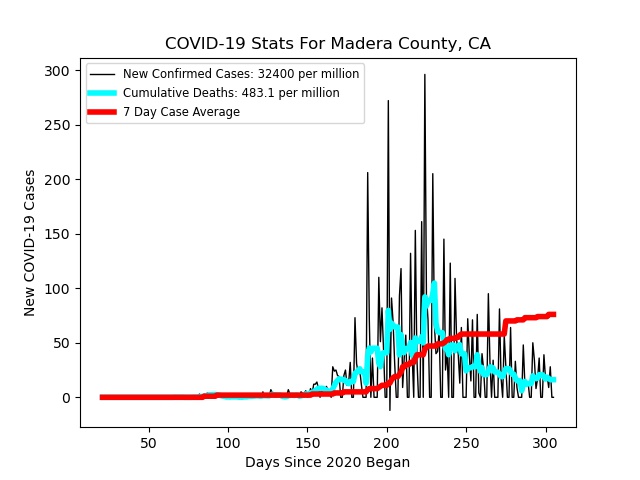 COVID-19 Stats For Madera County, CA
New Confirmed Cases: 32400 per million
Cumulative Deaths: 483.1 per million
7 Day Case Average
300
250
200
150
100
50
0
New COVID-19 Cases
50 100 150 200 250 300
Days Since 2020 Began